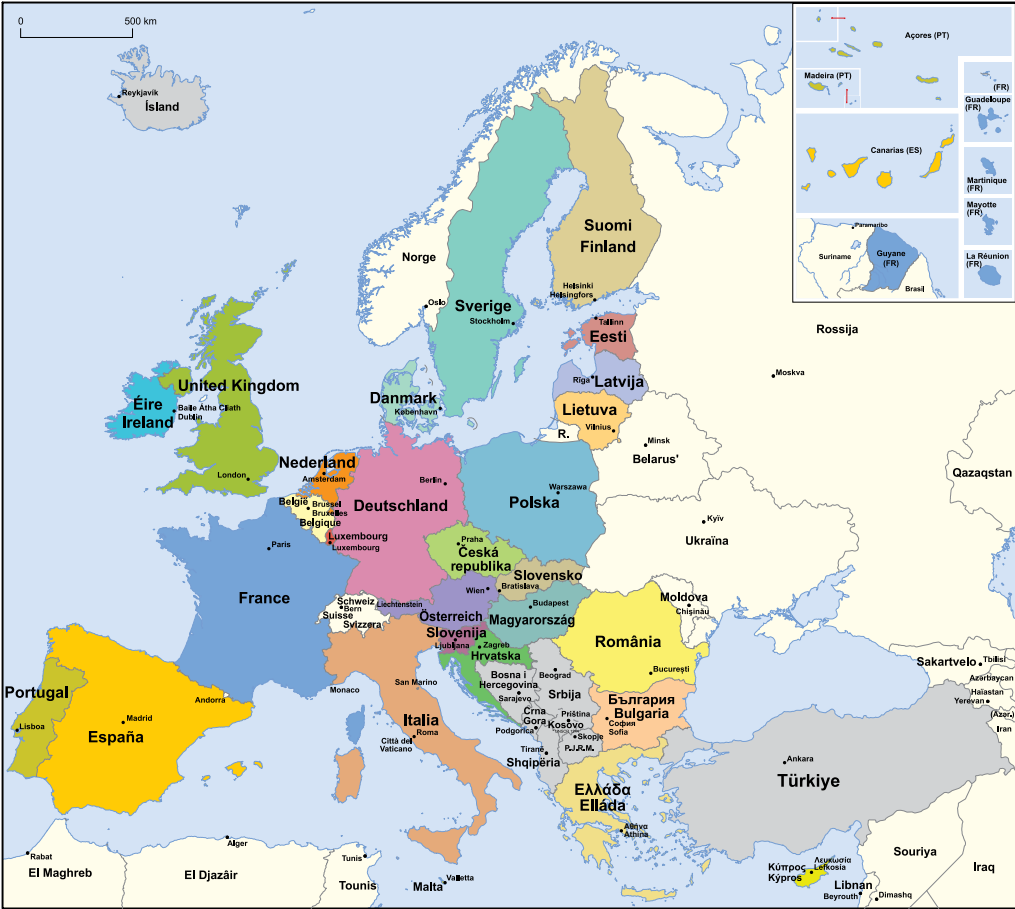 0 500 km
Reykjavík
Ísland
Açores (PT)
Madeira (PT)
(FR)
Guadeloupe
(FR)
Canarias (ES)
Martinique
(FR)
Mayotte
(FR)
Paramaribo
Suriname
Guyane
(FR)
Brasil
La Réunion
(FR)
Norge
Oslo
Sverige
Stockholm
Suomi
Finland
Helsinki
Helsingfors
Tallinn
Eesti
Rossija
Moskva
Rīga
Latvija
Lietuva
Vilnius
R.
Minsk
Belarus'
Qazaqstan
Danmark
København
United Kingdom
London
Éire
Ireland
Baile Átha Cliath
Dublin
Nederland
Amsterdam
België
Brussel
Bruxelles
Belgique
Luxembourg
Luxembourg
Berlin
Deutschland
Warszawa
Polska
Kyïv
Ukraïna
Praha
Česká
republika
Slovensko
Bratislava
Paris
France
Schweiz
Bern
Suisse
Svizzera
Liechtenstein
Wien
Österreich
Budapest
Magyarország
Moldova
Chișinău
România
București
Slovenija
Ljubljana
Zagreb
Hrvatska
Bosna i
Hercegovina
Sarajevo
Beograd
Srbija
Crna
Gora
Podgorica
Priština
Kosovo
Skopje
P.J.R.M.
Tiranë
Shqipëria
България
Bulgaria
София
Sofia
Monaco
San Marino
Italia
Roma
Città del
Vaticano
Andorra
Portugal
Lisboa
Madrid
España
Ελλάδα
Elláda
Αθήνα
Athina
Ankara
Türkiye
Sakartvelo
Tbilisi
Azərbaycan
Haïastan
Yerevan
(Azər.)
Iran
Rabat
El Maghreb
Alger
El Djazâir
Tunis
Tounis
Malta
Valletta
Κύπρος
Kýpros
Λευκωσία
Lefkosia
Libnan
Beyrouth
Dimashq
Souriya
Iraq